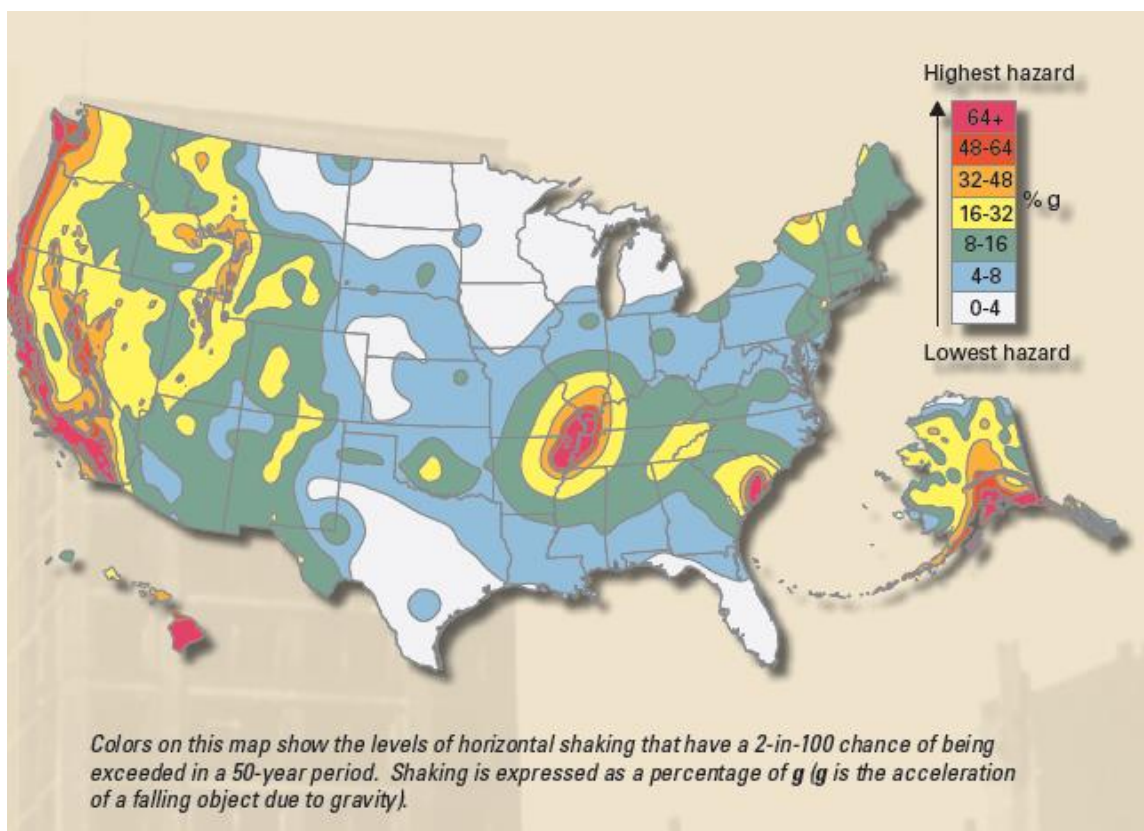 Highest hazard
64+
48-64
32-48
% g
16-32
8-16
4-8
0-4
Lowest hazard
Colors on this map show the levels of horizontal shaking that have a 2-in-100 chance of being
exceeded in a 50-year period. Shaking is expressed as a percentage of g (g is the acceleration
of a falling object due to gravity).